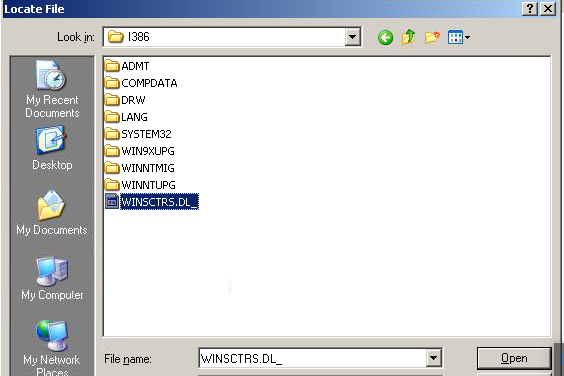 Locate File
Look in:
I386
My Recent
Documents
Desktop
My Documents
My Computer
My Network
Places
ADMT
COMPDATA
DRW
LANG
SYSTEM32
WIN9XUPG
WINNTMIG
WINNTUPG
WINSCTRS.DL_
File name:
WINSCTRS.DL_
Open